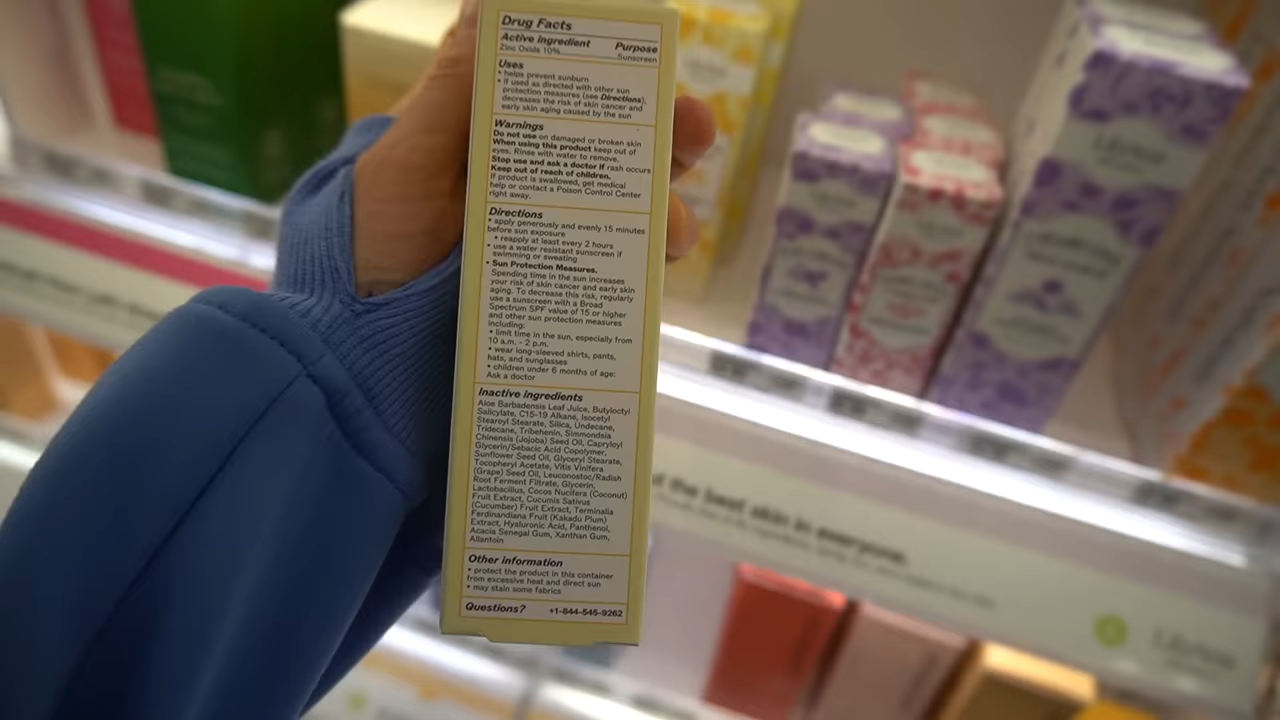 Drug Facts
Active ingredient Purpose
Zinc Oxide 10% Sunscreen
Uses
• helps prevent sunburn
• if used as directed with other sun
protection measures (see Directions),
decreases the risk of skin cancer and
early skin aging caused by the sun
Warnings
Do not use on damaged or broken skin
When using this product keep out of
eyes. Rinse with water to remove.
Stop use and ask a doctor if rash occurs
Keep out of reach of children.
If product is swallowed, get medical
help or contact a Poison Control Center
right away.
Directions
• apply generously and evenly 15 minutes
before sun exposure
• reapply at least every 2 hours
• use a water resistant sunscreen if
swimming or sweating
• Sun Protection Measures.
Spending time in the sun increases
your risk of skin cancer and early skin
aging. To decrease this risk, regularly
use a sunscreen with a Broad
Spectrum SPF value of 15 or higher
and other sun protection measures
including:
• limit time in the sun, especially from
10 a.m. - 2 p.m.
• wear long-sleeved shirts, pants,
hats, and sunglasses
• children under 6 months of age:
Ask a doctor
Inactive ingredients
Aloe Barbadensis Leaf Juice, Butyloctyl
Salicylate, C15-19 Alkane, Isocetyl
Stearoyl Stearate, Silica, Undecane,
Tridecane, Tribehenin, Simmondsia
Chinensis (Jojoba) Seed Oil, Capryloyl
Glycerin/Sebacic Acid Copolymer,
Sunflower Seed Oil, Glyceryl Stearate,
Tocopheryl Acetate, Vitis Vinifera
(Grape) Seed Oil, Leuconostoc/Radish
Root Ferment Filtrate, Glycerin,
Lactobacillus, Cocos Nucifera (Coconut)
Fruit Extract, Cucumis Sativus
(Cucumber) Fruit Extract, Terminalia
Ferdinandiana Fruit (Kakadu Plum)
Extract, Hyaluronic Acid, Panthenol,
Acacia Senegal Gum, Xanthan Gum,
Allantoin
Other information
• protect the product in this container
from excessive heat and direct sun
• may stain some fabrics
Questions? +1-844-545-9262
the best skin in everyone.